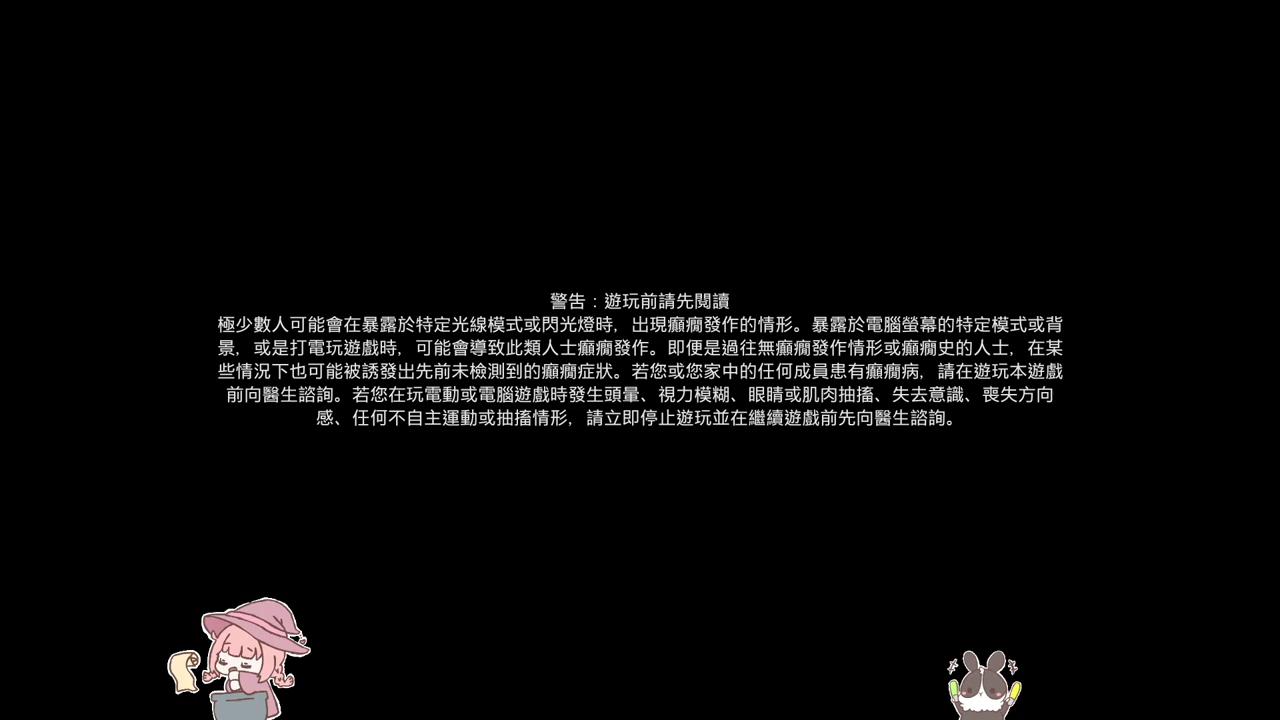 警告：遊玩前請先閱讀
極少數人可能會在暴露於特定光線模式或閃光燈時，出現癲癇發作的情形。暴露於電腦螢幕的特定模式或背
景，或是打電玩遊戲時，可能會導致此類人士癲癇發作。即便是過往無癲癇發作情形或癲癇史的人士，在某
些情況下也可能被誘發出先前未檢測到的癲癇症狀。若您或您家中的任何成員患有癲癇病，請在遊玩本遊戲
前向醫生諮詢。若您在玩電動或電腦遊戲時發生頭暈、視力模糊、眼睛或肌肉抽搐、失去意識、喪失方向
感、任何不自主運動或抽搐情形，請立即停止遊玩並在繼續遊戲前先向醫生諮詢。